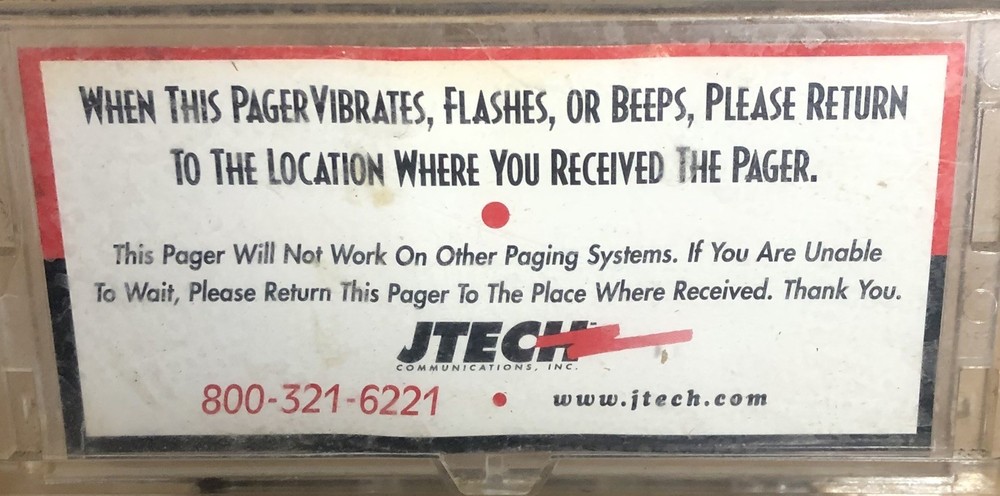 When This Pager Vibrates, Flashes, or Beeps, Please Return
To The Location Where You Received The Pager.
This Pager Will Not Work On Other Paging Systems. If You Are Unable
To Wait, Please Return This Pager To The Place Where Received. Thank You.
JTECH™
COMMUNICATIONS, INC.
800-321-6221 • www.jtech.com